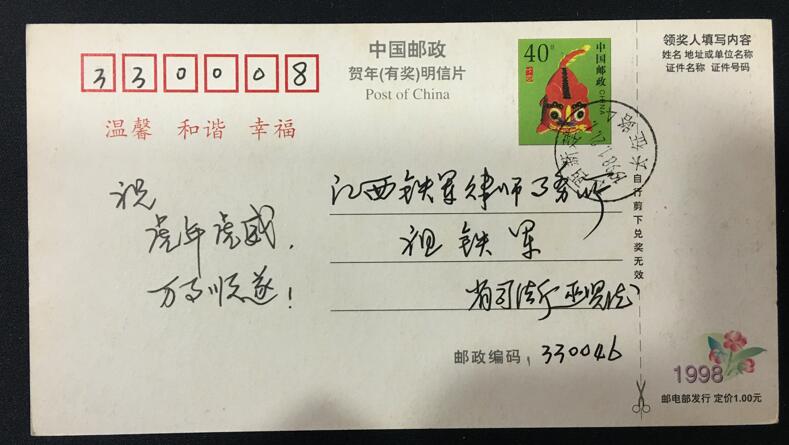 330008
中国邮政
贺年(有奖)明信片
Post of China
40分
中国邮政
CHINA
领奖人填写内容
姓名 地址或单位名称
证件名称 证件号码
温馨 和谐 幸福
祝
虎年虎威,
万事顺遂!
江西铁军律师事务所
祖铁军
省司法厅
邮政编码: 330046
自行剪下兑奖无效
1998
邮电部发行 定价1.00元